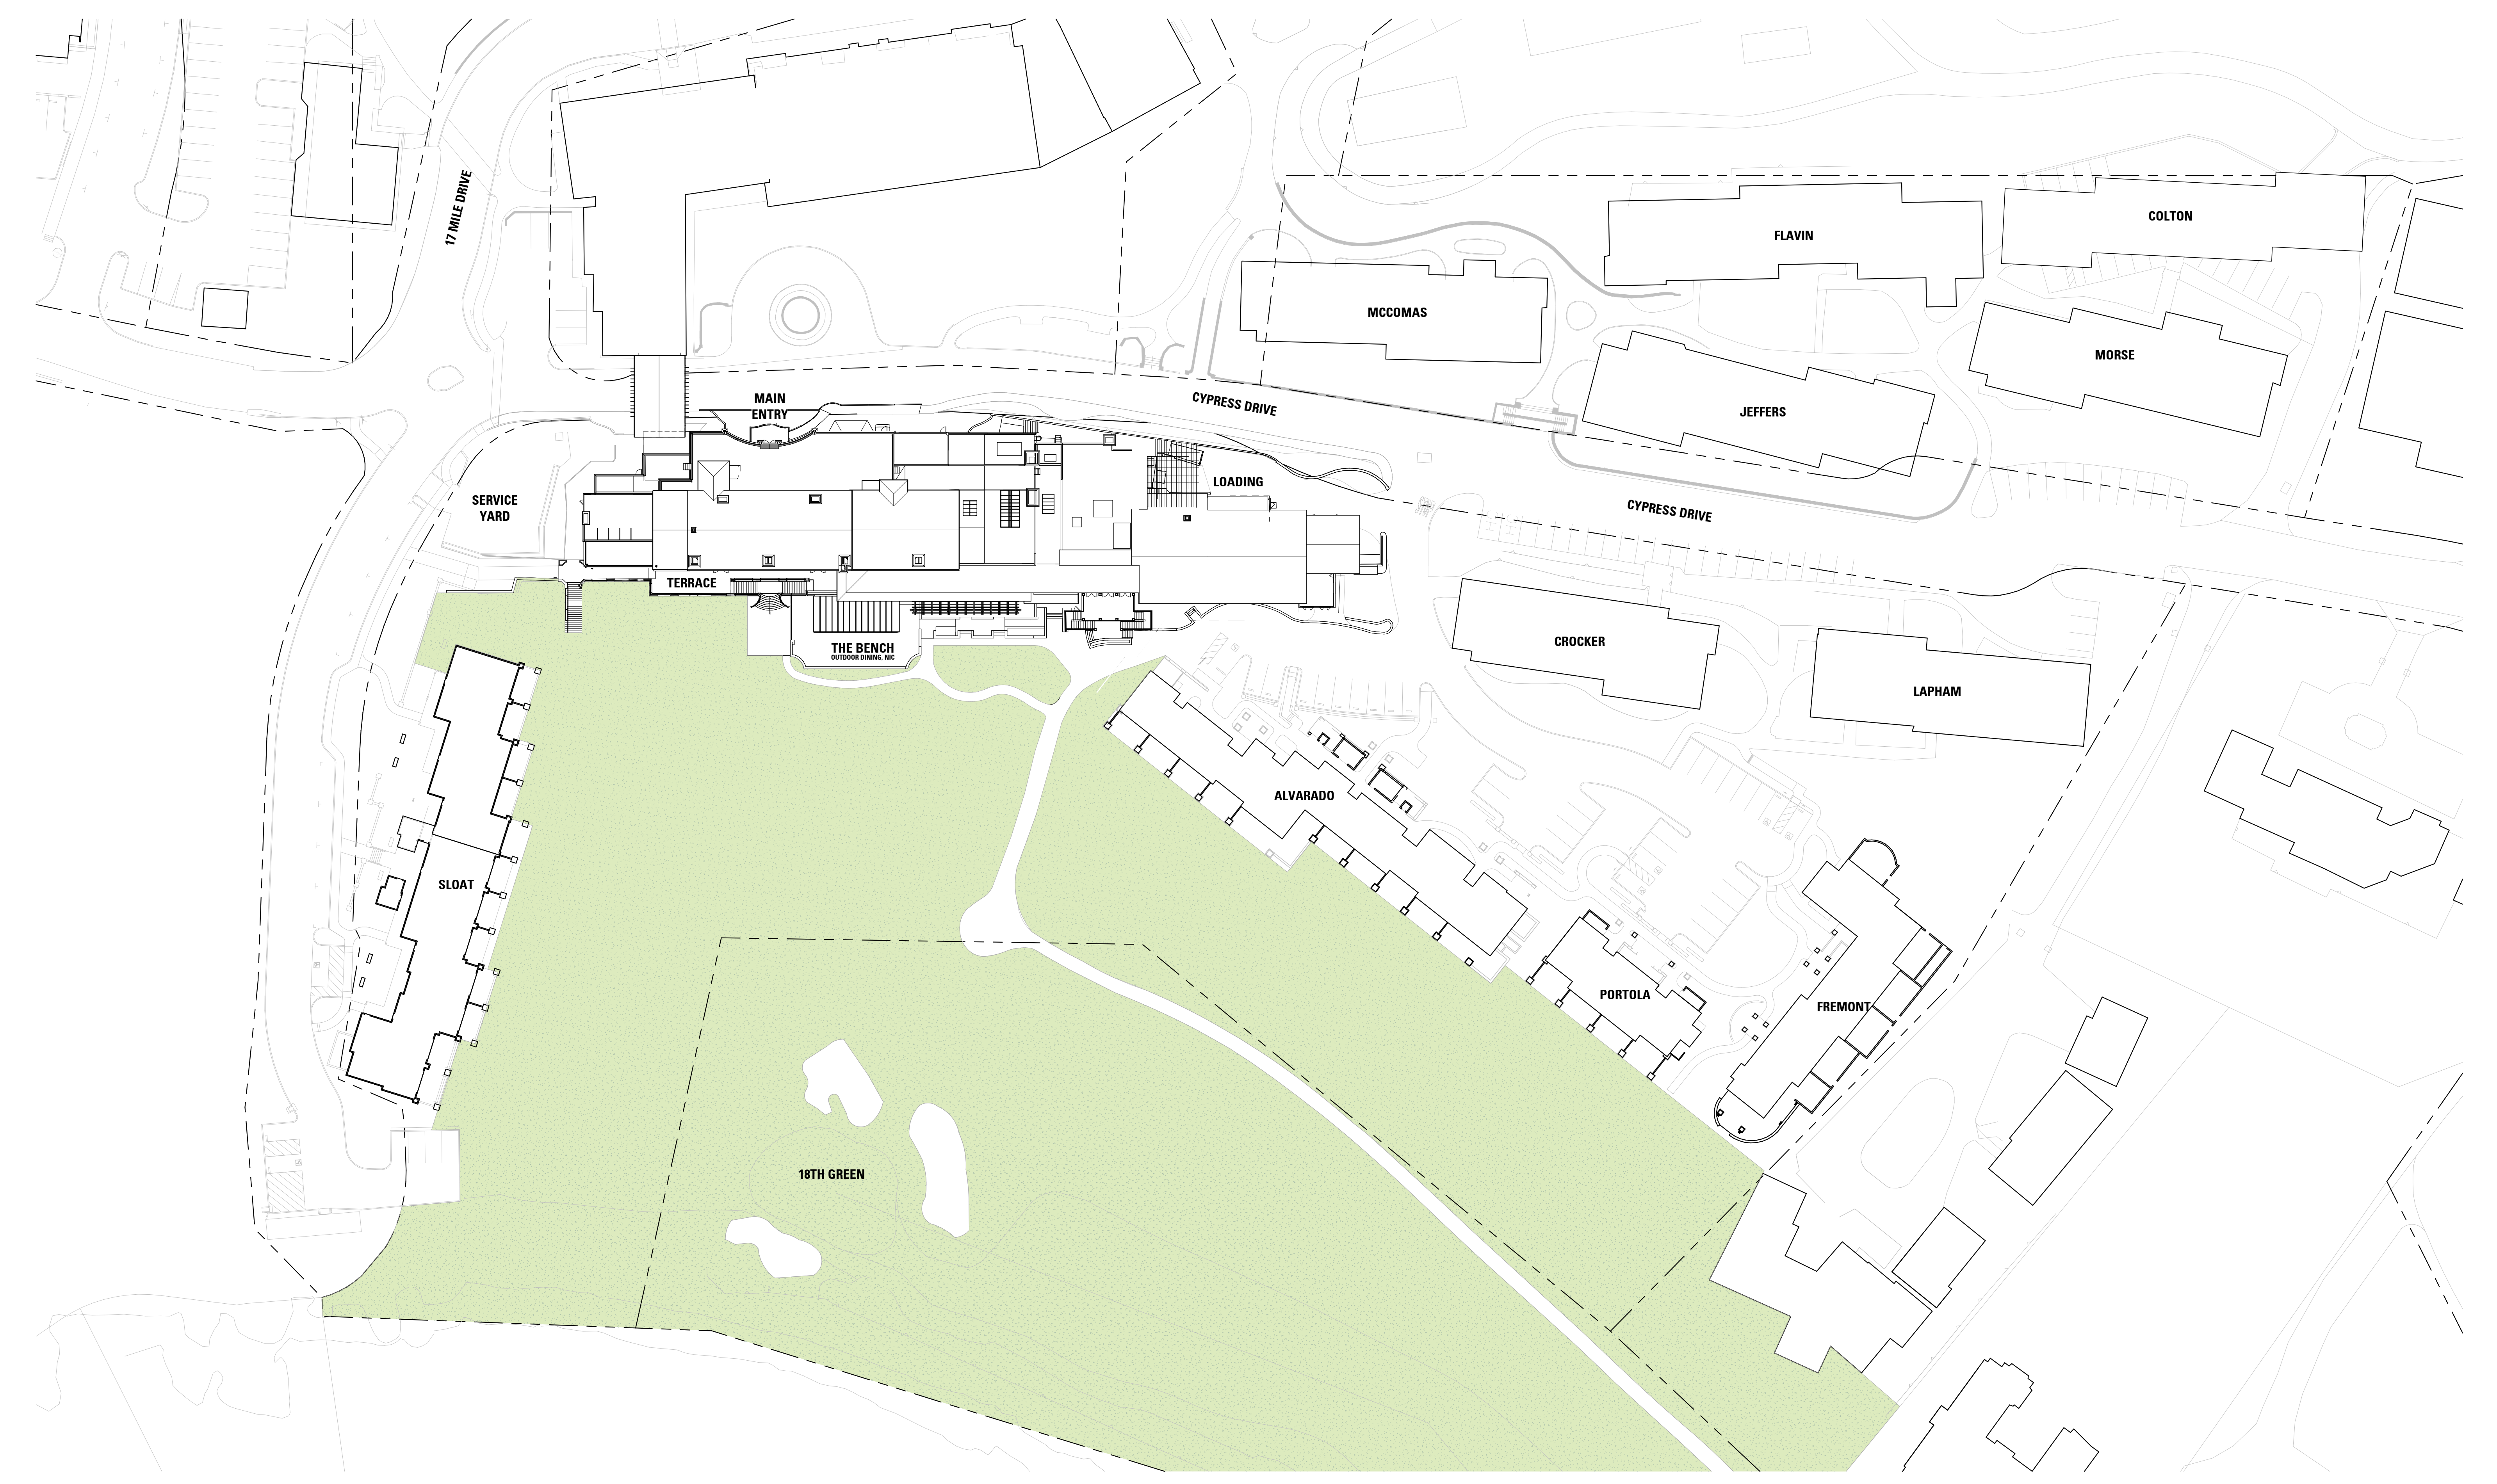 17 MILE DRIVE
COLTON
FLAVIN
MCCOMAS
MORSE
MAIN
ENTRY
CYPRESS DRIVE
JEFFERS
LOADING
SERVICE
YARD
CYPRESS DRIVE
TERRACE
CROCKER
THE BENCH
OUTDOOR DINING, NIC
LAPHAM
ALVARADO
SLOAT
PORTOLA
FREMONT
18TH GREEN